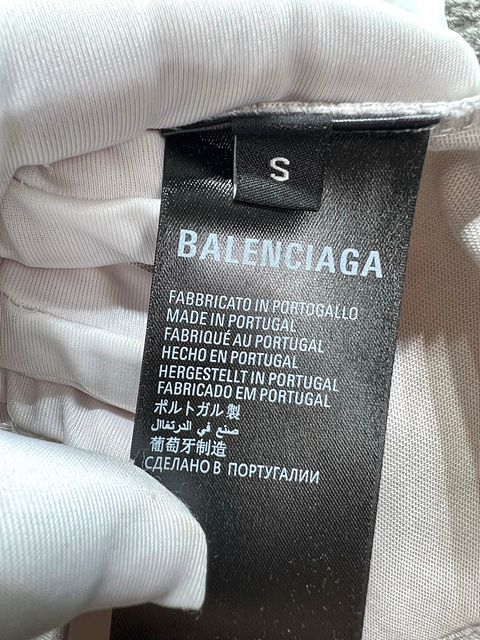 S
BALENCIAGA
FABBRICATO IN PORTOGALLO
MADE IN PORTUGAL
FABRIQUÉ AU PORTUGAL
HECHO EN PORTUGAL
HERGESTELLT IN PORTUGAL
FABRICADO EM PORTUGAL
ポルトガル製
صنع في الدرتغاال
葡萄牙制造
СДЕЛАНО В ПОРТУГАЛИИ